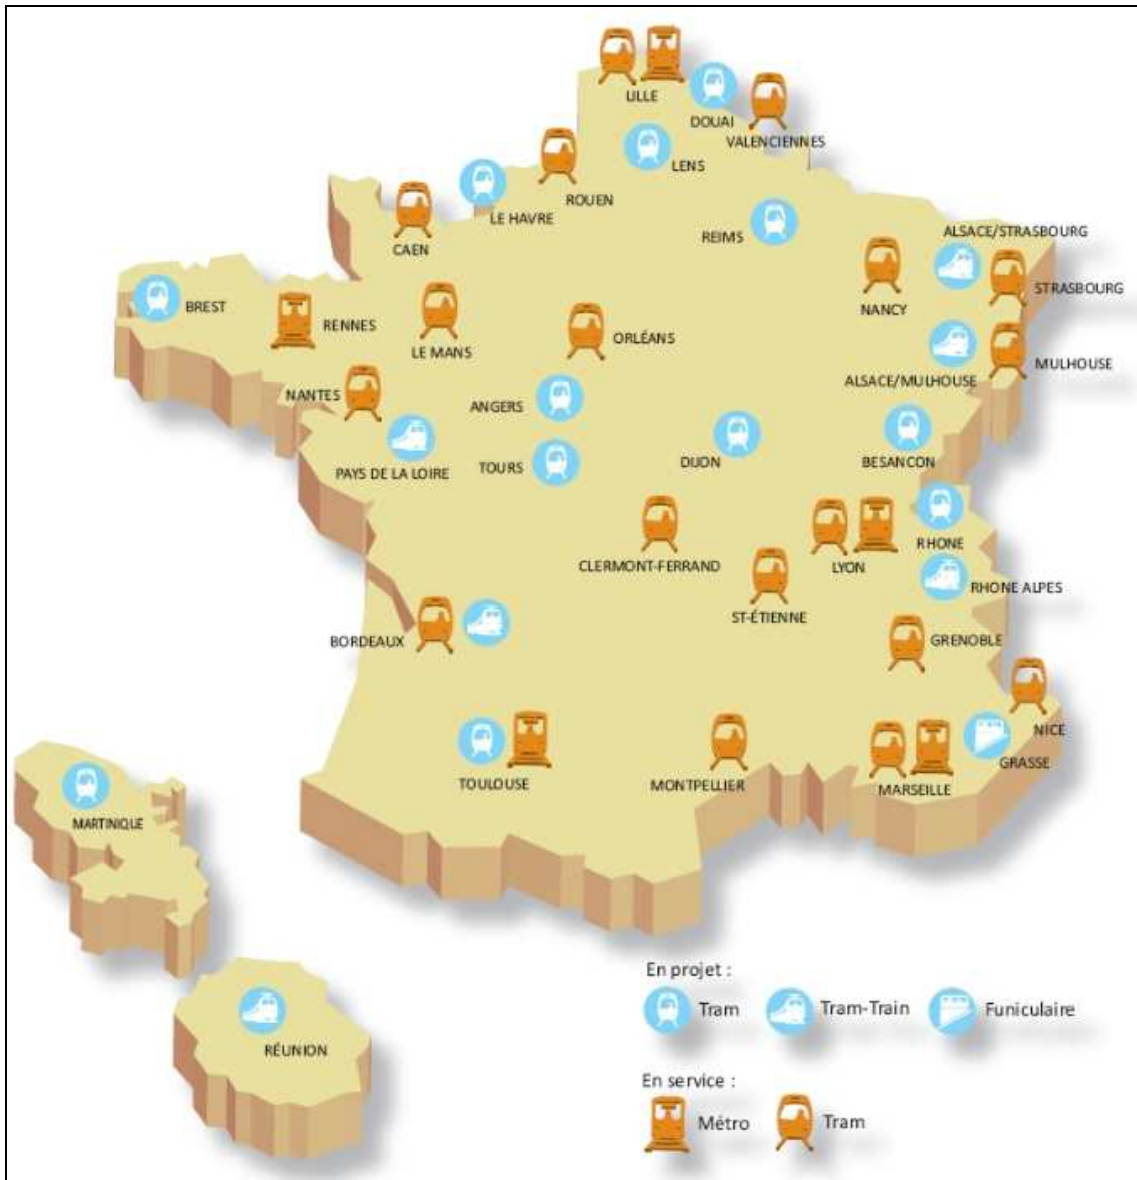 LILLE
DOUAI
VALENCIENNES
LENS
ROUEN
LE HAVRE
CAEN
REIMS
ALSACE/STRASBOURG
STRASBOURG
NANCY
BREST
RENNES
LE MANS
ORLÉANS
MULHOUSE
ALSACE/MULHOUSE
NANTES
ANGERS
PAYS DE LA LOIRE
TOURS
DIJON
BESANCON
RHONE
CLERMONT-FERRAND
LYON
RHONE ALPES
ST-ÉTIENNE
BORDEAUX
GRENOBLE
NICE
GRASSE
TOULOUSE
MONTPELLIER
MARSEILLE
MARTINIQUE
RÉUNION
En projet :
Tram
Tram-Train
Funiculaire
En service :
Métro
Tram